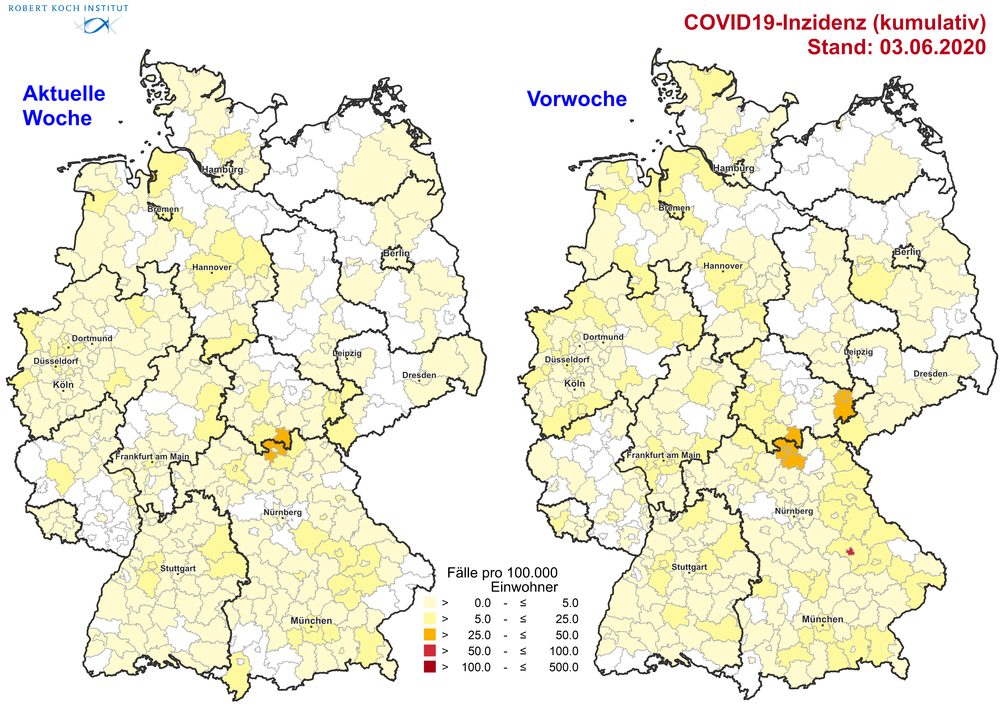 ROBERT KOCH INSTITUT
COVID19-Inzidenz (kumulativ)
Stand: 03.06.2020
Aktuelle
Woche
Hamburg
Bremen
Berlin
Hannover
Dortmund
Düsseldorf
Leipzig
Köln
Dresden
Frankfurt am Main
Nürnberg
Stuttgart
München
Vorwoche
Hamburg
Bremen
Berlin
Hannover
Dortmund
Düsseldorf
Leipzig
Köln
Dresden
Frankfurt am Main
Nürnberg
Stuttgart
München
Fälle pro 100.000
Einwohner
> 0.0 - ≤ 5.0
> 5.0 - ≤ 25.0
> 25.0 - ≤ 50.0
> 50.0 - ≤ 100.0
> 100.0 - ≤ 500.0